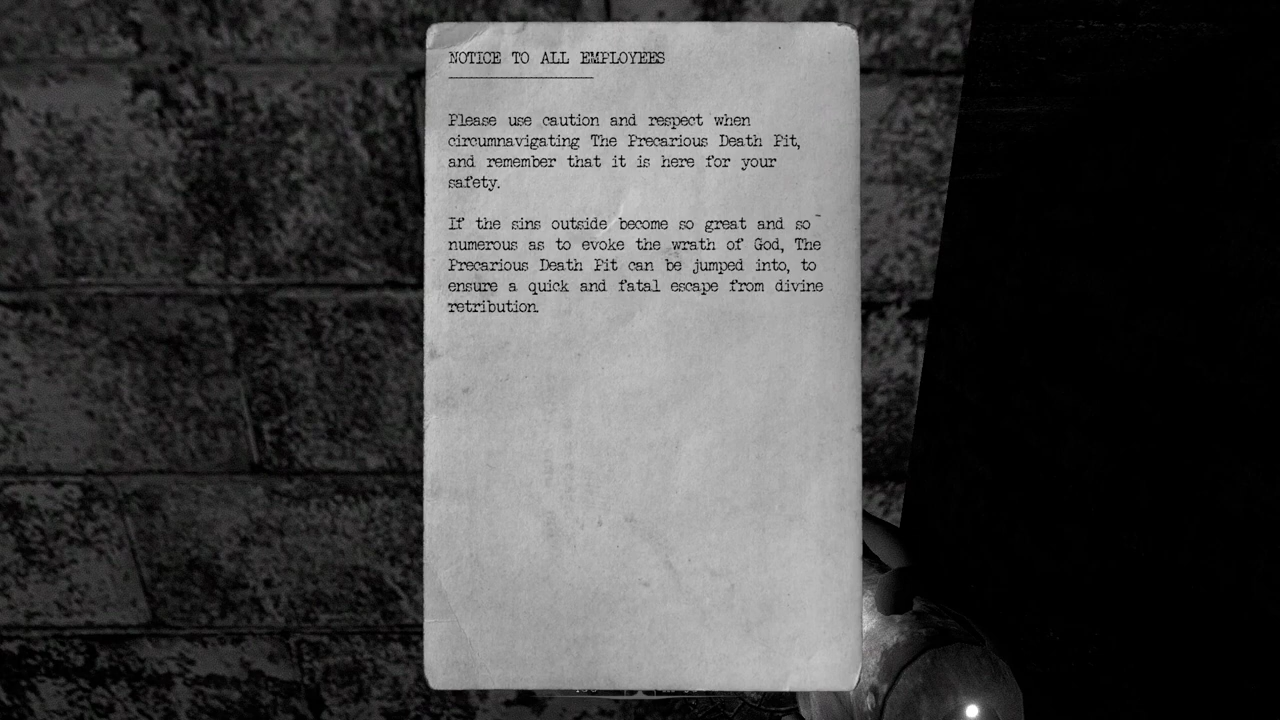 NOTICE TO ALL EMPLOYEES
Please use caution and respect when
circumnavigating The Precarious Death Pit,
and remember that it is here for your
safety.
If the sins outside become so great and so
numerous as to evoke the wrath of God, The
Precarious Death Pit can be jumped into, to
ensure a quick and fatal escape from divine
retribution.